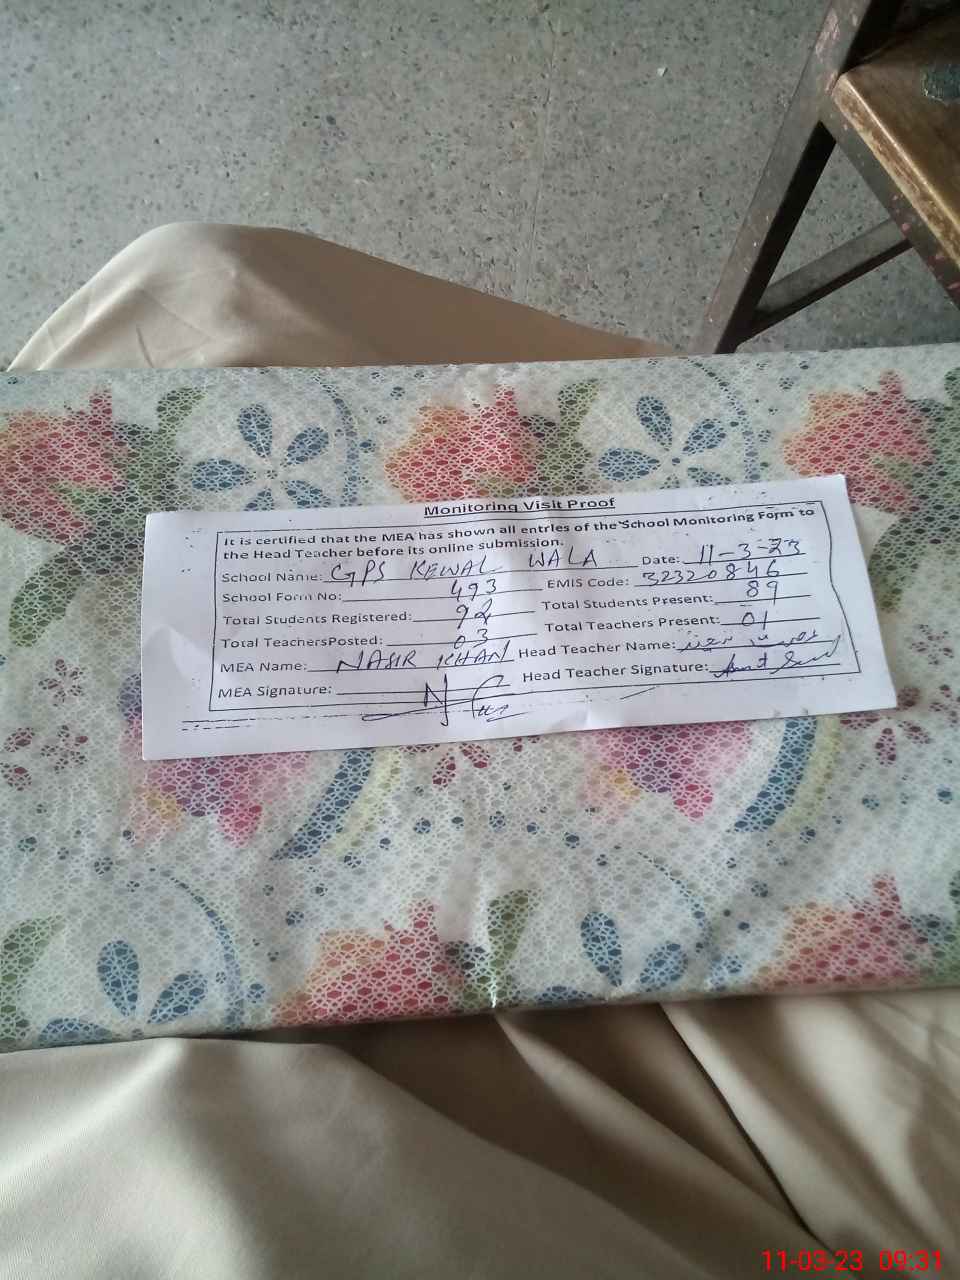 Monitoring Visit Proof
It is certified that the MEA has shown all entries of the School Monitoring Form to
the Head Teacher before its online submission.
School Name: GPS KEWAL WALA Date: 11-3-23
School Form No: 493 EMIS Code: 32320846
Total Students Registered: 92 Total Students Present: 89
Total TeachersPosted: 03 Total Teachers Present: 01
MEA Name: NASIR KHAN Head Teacher Name:
MEA Signature: Head Teacher Signature:
11-03-23 09:31